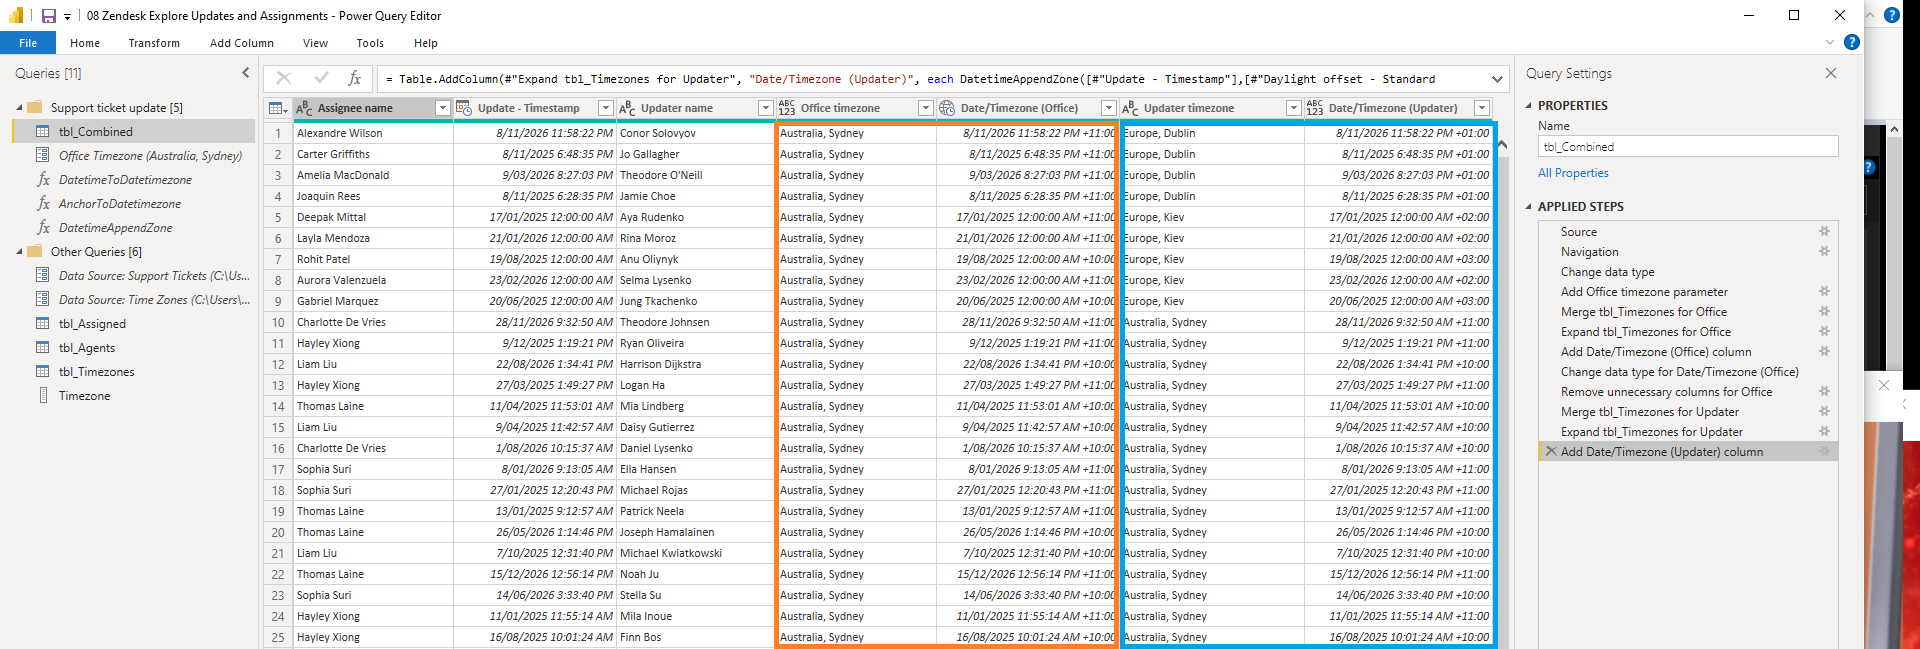 08 Zendesk Explore Updates and Assignments - Power Query Editor
File Home Transform Add Column View Tools Help
Queries [11]
Support ticket update [5]
tbl_Combined
Office Timezone (Australia, Sydney)
DatetimeToDatetimezone
AnchorToDatetimezone
DatetimeAppendZone
Other Queries [6]
Data Source: Support Tickets (C:\Us...
Data Source: Time Zones (C:\Users\...
tbl_Assigned
tbl_Agents
tbl_Timezones
Timezone
= Table.AddColumn(#"Expand tbl_Timezones for Updater", "Date/Timezone (Updater)", each DatetimeAppendZone([#"Update - Timestamp"],[#"Daylight offset - Standard
Assignee name Update - Timestamp Updater name Office timezone Date/Timezone (Office) Updater timezone Date/Timezone (Updater)
1 Alexandre Wilson 8/11/2026 11:58:22 PM Conor Solovyov Australia, Sydney 8/11/2026 11:58:22 PM +11:00 Europe, Dublin 8/11/2026 11:58:22 PM +01:00
2 Carter Griffiths 8/11/2025 6:48:35 PM Jo Gallagher Australia, Sydney 8/11/2025 6:48:35 PM +11:00 Europe, Dublin 8/11/2025 6:48:35 PM +01:00
3 Amelia MacDonald 9/03/2026 8:27:03 PM Theodore O'Neill Australia, Sydney 9/03/2026 8:27:03 PM +11:00 Europe, Dublin 9/03/2026 8:27:03 PM +01:00
4 Joaquin Rees 8/11/2025 6:28:35 PM Jamie Choe Australia, Sydney 8/11/2025 6:28:35 PM +11:00 Europe, Dublin 8/11/2025 6:28:35 PM +01:00
5 Deepak Mittal 17/01/2025 12:00:00 AM Aya Rudenko Australia, Sydney 17/01/2025 12:00:00 AM +11:00 Europe, Kiev 17/01/2025 12:00:00 AM +02:00
6 Layla Mendoza 21/01/2026 12:00:00 AM Rina Moroz Australia, Sydney 21/01/2026 12:00:00 AM +11:00 Europe, Kiev 21/01/2026 12:00:00 AM +02:00
7 Rohit Patel 19/08/2026 12:00:00 AM Anu Oliynyk Australia, Sydney 19/08/2026 12:00:00 AM +10:00 Europe, Kiev 19/08/2026 12:00:00 AM +03:00
8 Aurora Valenzuela 23/02/2026 12:00:00 AM Selma Lysenko Australia, Sydney 23/02/2026 12:00:00 AM +11:00 Europe, Kiev 23/02/2026 12:00:00 AM +02:00
9 Gabriel Marquez 20/06/2025 12:00:00 AM Jung Tkachenko Australia, Sydney 20/06/2025 12:00:00 AM +10:00 Europe, Kiev 20/06/2025 12:00:00 AM +03:00
10 Charlotte De Vries 28/11/2026 9:32:50 AM Theodore Johnsen Australia, Sydney 28/11/2026 9:32:50 AM +11:00 Australia, Sydney 28/11/2026 9:32:50 AM +11:00
11 Hayley Xiong 9/12/2025 1:19:21 PM Ryan Oliveira Australia, Sydney 9/12/2025 1:19:21 PM +11:00 Australia, Sydney 9/12/2025 1:19:21 PM +11:00
12 Liam Liu 22/08/2026 1:34:41 PM Harrison Dijkstra Australia, Sydney 22/08/2026 1:34:41 PM +10:00 Australia, Sydney 22/08/2026 1:34:41 PM +10:00
13 Hayley Xiong 27/03/2025 1:49:27 PM Logan Ha Australia, Sydney 27/03/2025 1:49:27 PM +11:00 Australia, Sydney 27/03/2025 1:49:27 PM +11:00
14 Thomas Laine 11/04/2025 11:53:01 AM Mia Lindberg Australia, Sydney 11/04/2025 11:53:01 AM +10:00 Australia, Sydney 11/04/2025 11:53:01 AM +10:00
15 Liam Liu 9/04/2025 11:42:57 AM Daisy Gutierrez Australia, Sydney 9/04/2025 11:42:57 AM +10:00 Australia, Sydney 9/04/2025 11:42:57 AM +10:00
16 Charlotte De Vries 1/08/2026 10:15:37 AM Daniel Lysenko Australia, Sydney 1/08/2026 10:15:37 AM +10:00 Australia, Sydney 1/08/2026 10:15:37 AM +10:00
17 Sophia Suri 8/01/2026 9:13:05 AM Ella Hansen Australia, Sydney 8/01/2026 9:13:05 AM +11:00 Australia, Sydney 8/01/2026 9:13:05 AM +11:00
18 Sophia Suri 27/01/2025 12:20:43 PM Michael Rojas Australia, Sydney 27/01/2025 12:20:43 PM +11:00 Australia, Sydney 27/01/2025 12:20:43 PM +11:00
19 Thomas Laine 13/01/2025 9:12:57 AM Patrick Neela Australia, Sydney 13/01/2025 9:12:57 AM +11:00 Australia, Sydney 13/01/2025 9:12:57 AM +11:00
20 Thomas Laine 26/05/2026 1:14:46 PM Joseph Hamalainen Australia, Sydney 26/05/2026 1:14:46 PM +10:00 Australia, Sydney 26/05/2026 1:14:46 PM +10:00
21 Liam Liu 7/10/2025 12:31:40 PM Michael Kwiatkowski Australia, Sydney 7/10/2025 12:31:40 PM +10:00 Australia, Sydney 7/10/2025 12:31:40 PM +10:00
22 Thomas Laine 15/12/2026 12:56:14 PM Noah Ju Australia, Sydney 15/12/2026 12:56:14 PM +11:00 Australia, Sydney 15/12/2026 12:56:14 PM +11:00
23 Sophia Suri 14/06/2026 3:33:40 PM Stella Su Australia, Sydney 14/06/2026 3:33:40 PM +10:00 Australia, Sydney 14/06/2026 3:33:40 PM +10:00
24 Hayley Xiong 11/01/2025 11:55:14 AM Mila Inoue Australia, Sydney 11/01/2025 11:55:14 AM +11:00 Australia, Sydney 11/01/2025 11:55:14 AM +11:00
25 Hayley Xiong 16/08/2025 10:01:24 AM Finn Bos Australia, Sydney 16/08/2025 10:01:24 AM +10:00 Australia, Sydney 16/08/2025 10:01:24 AM +10:00
Query Settings
PROPERTIES
Name
tbl_Combined
All Properties
APPLIED STEPS
Source
Navigation
Change data type
Add Office timezone parameter
Merge tbl_Timezones for Office
Expand tbl_Timezones for Office
Add Date/Timezone (Office) column
Change data type for Date/Timezone (Office)
Remove unnecessary columns for Office
Merge tbl_Timezones for Updater
Expand tbl_Timezones for Updater
Add Date/Timezone (Updater) column